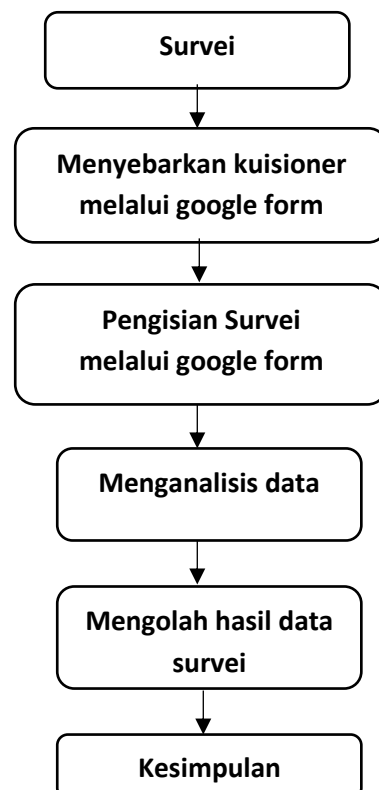 Survei
Menyebarkan kuisioner
melalui google form
Pengisian Survei
melalui google form
Menganalisis data
Mengolah hasil data
survei
Kesimpulan